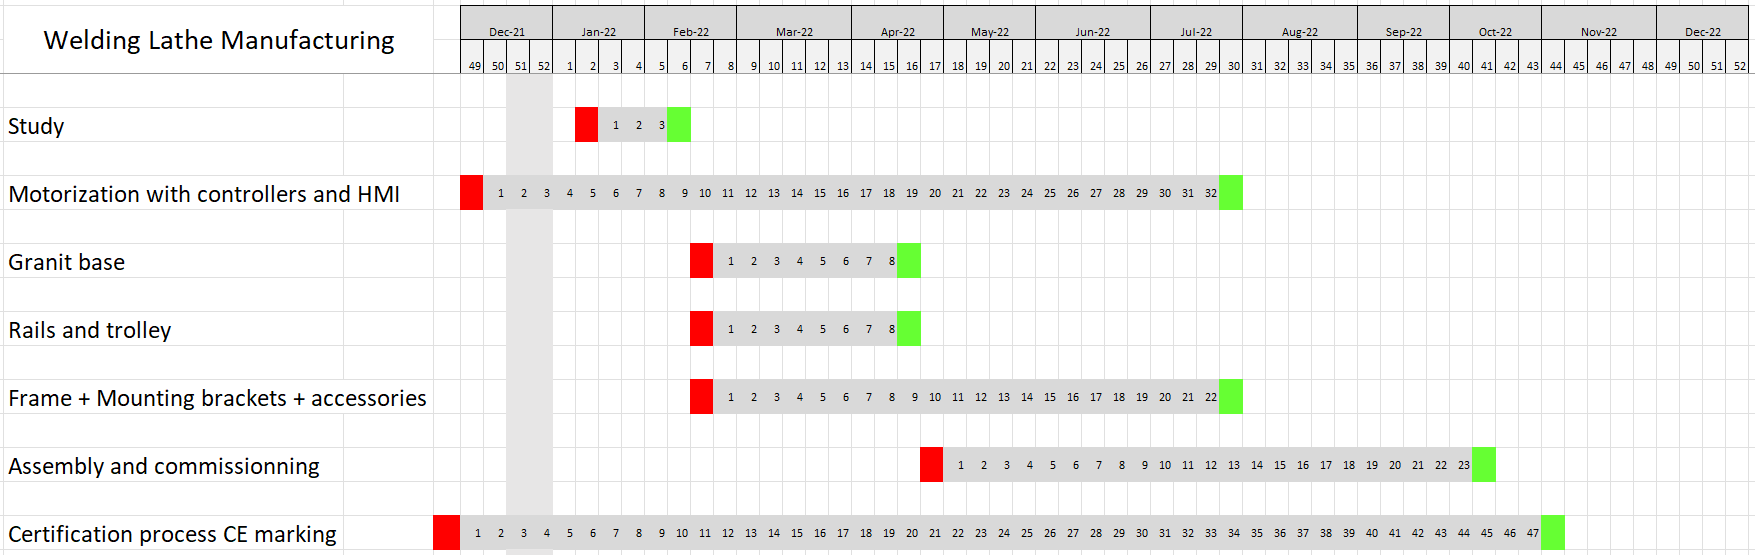 Welding Lathe Manufacturing
Dec-21 Jan-22 Feb-22 Mar-22 Apr-22 May-22 Jun-22 Jul-22 Aug-22 Sep-22 Oct-22 Nov-22 Dec-22
49 50 51 52 1 2 3 4 5 6 7 8 9 10 11 12 13 14 15 16 17 18 19 20 21 22 23 24 25 26 27 28 29 30 31 32 33 34 35 36 37 38 39 40 41 42 43 44 45 46 47 48 49 50 51 52
Study 1 2 3
Motorization with controllers and HMI 1 2 3 4 5 6 7 8 9 10 11 12 13 14 15 16 17 18 19 20 21 22 23 24 25 26 27 28 29 30 31 32
Granit base 1 2 3 4 5 6 7 8
Rails and trolley 1 2 3 4 5 6 7 8
Frame + Mounting brackets + accessories 1 2 3 4 5 6 7 8 9 10 11 12 13 14 15 16 17 18 19 20 21 22
Assembly and commissionning 1 2 3 4 5 6 7 8 9 10 11 12 13 14 15 16 17 18 19 20 21 22 23
Certification process CE marking 1 2 3 4 5 6 7 8 9 10 11 12 13 14 15 16 17 18 19 20 21 22 23 24 25 26 27 28 29 30 31 32 33 34 35 36 37 38 39 40 41 42 43 44 45 46 47